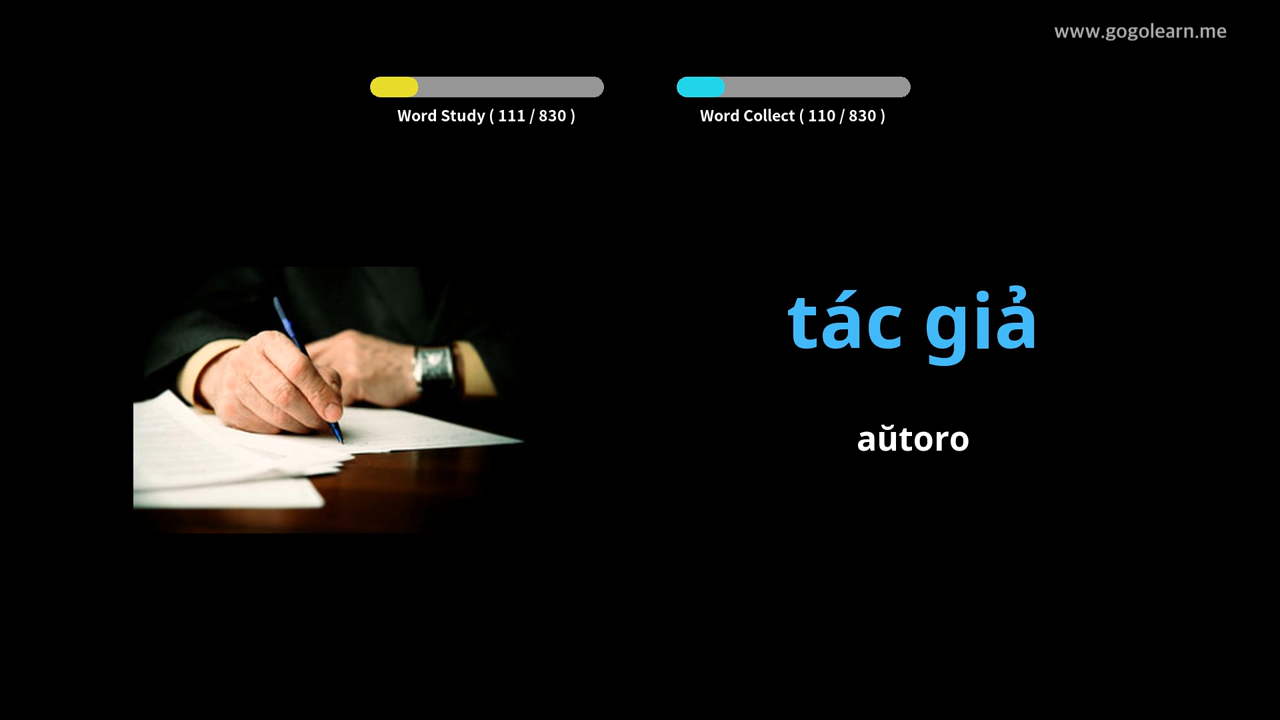 www.gogolearn.me
Word Study ( 111 / 830 )
Word Collect ( 110 / 830 )
tác giả
aŭtoro